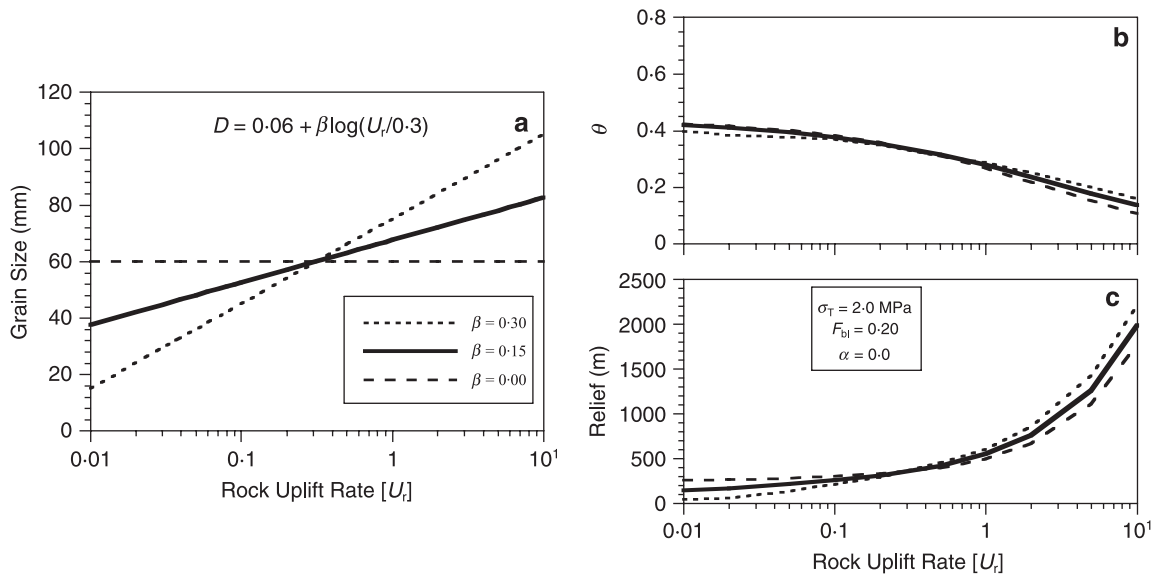 a
D = 0·06 + βlog(Uᵣ/0·3)
120
100
80
60
40
20
0
Grain Size (mm)
β = 0·30
β = 0·15
β = 0·00
0·01
0·1
1
10¹
Rock Uplift Rate [Uᵣ]
b
0·8
0·6
0·4
0·2
0
θ
c
σT = 2·0 MPa
Fbl = 0·20
α = 0·0
2500
2000
1500
1000
500
0
Relief (m)
0·01
0·1
1
10¹
Rock Uplift Rate [Uᵣ]